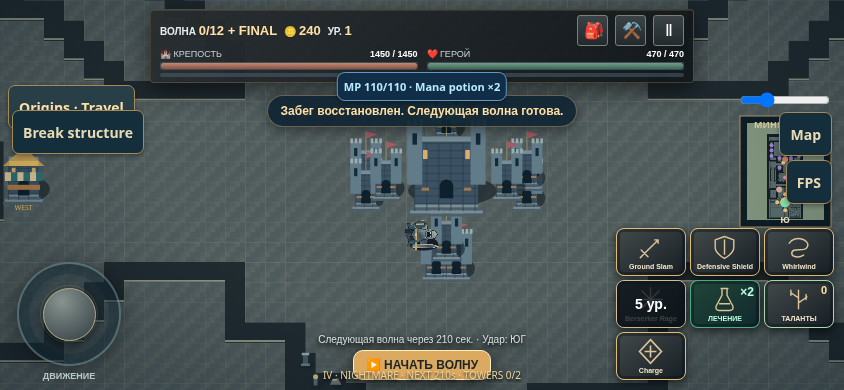 ВОЛНА 0/12 + FINAL 240 УР. 1
КРЕПОСТЬ 1450 / 1450
ГЕРОЙ 470 / 470
MP 110/110 · Mana potion ×2
Забег восстановлен. Следующая волна готова.
Origins · Travel
Break structure
WEST
Map
FPS
Ю
Ground Slam
Defensive Shield
Whirlwind
5 ур.
Berserker Rage
×2
ЛЕЧЕНИЕ
0
ТАЛАНТЫ
Charge
ДВИЖЕНИЕ
Следующая волна через 210 сек. · Удар: ЮГ
НАЧАТЬ ВОЛНУ
IV · NIGHTMARE · NEXT 210s · TOWERS 0/2